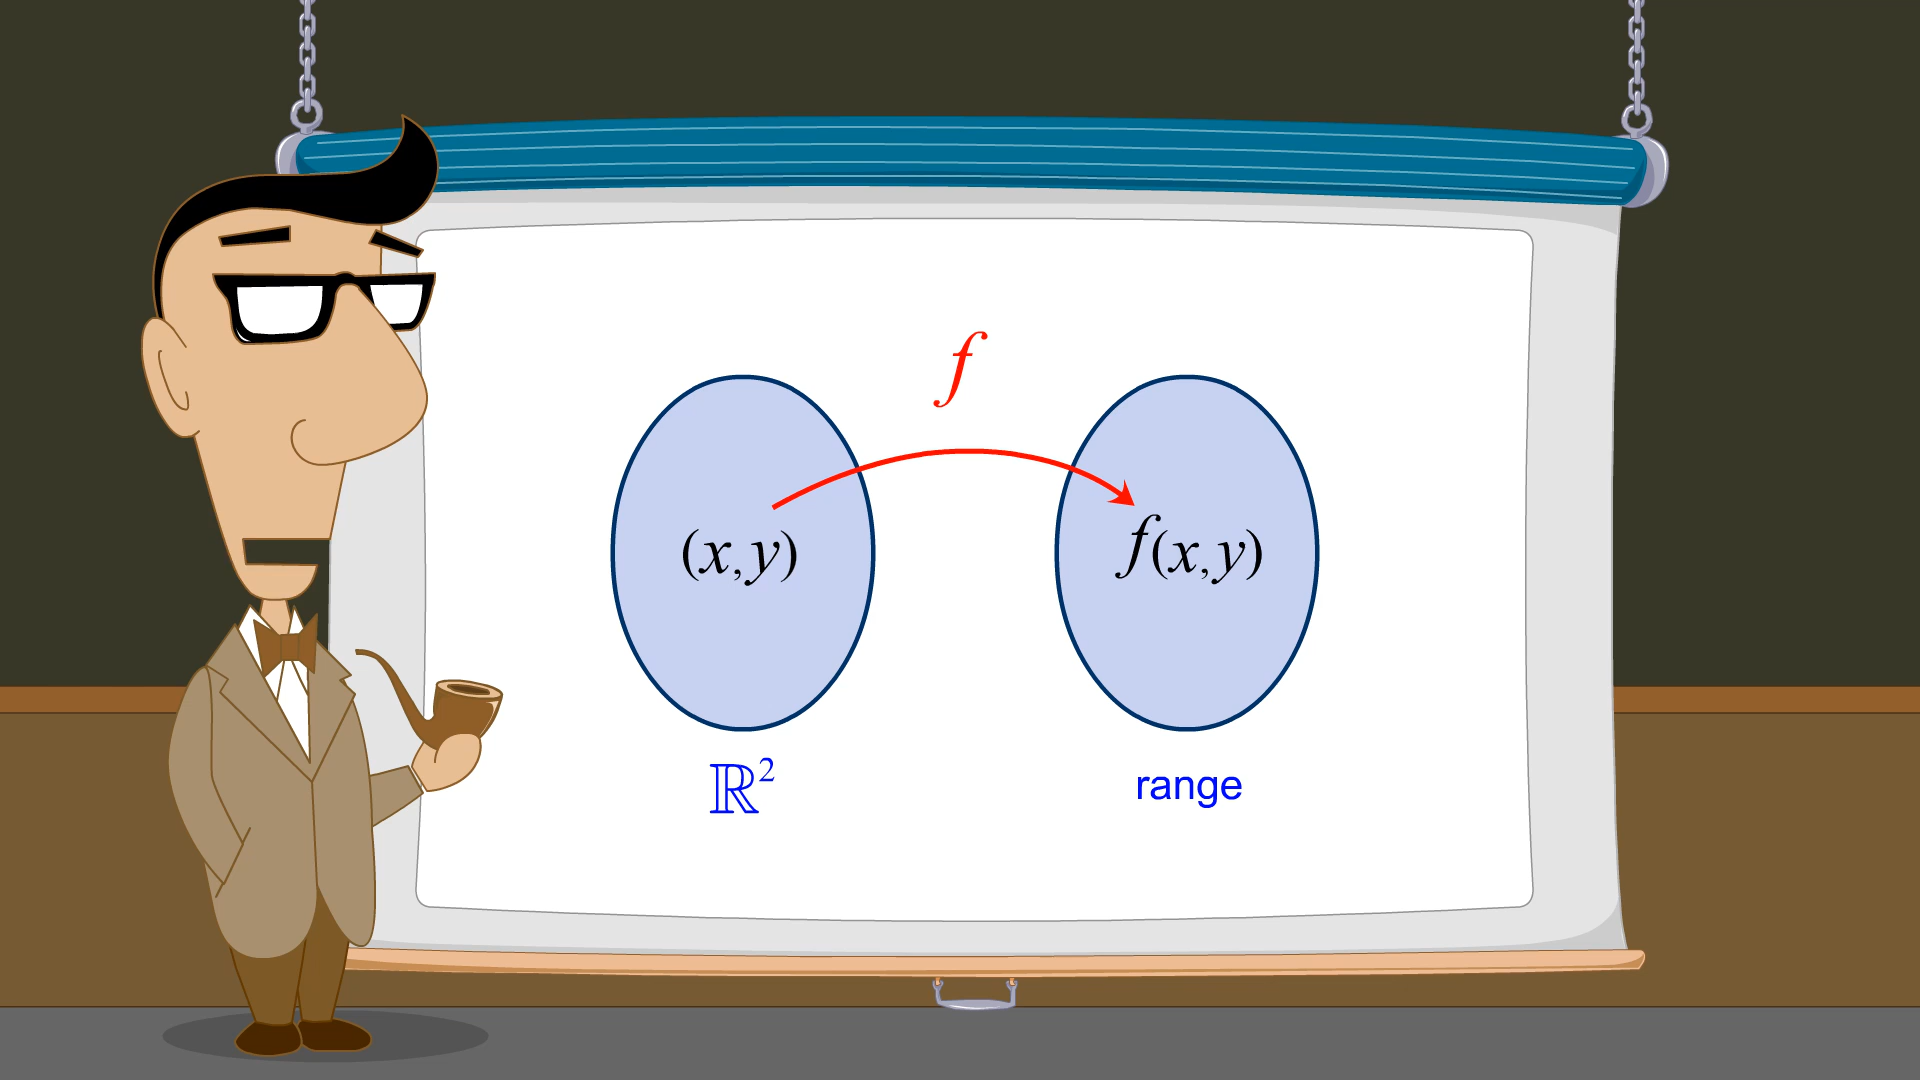 f
(x,y) f(x,y)
ℝ² range